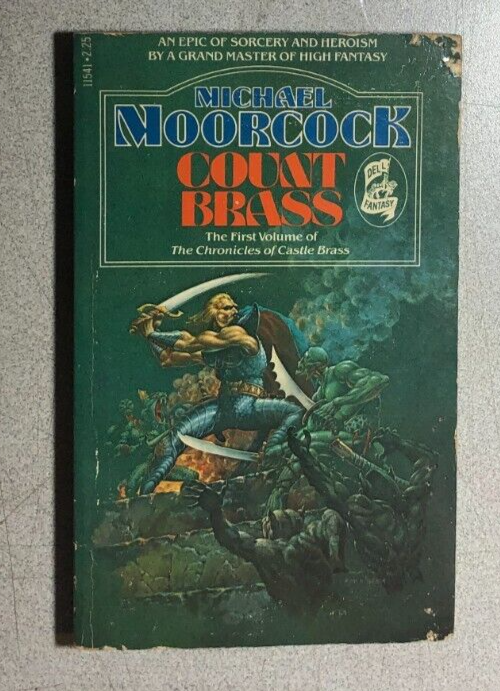 11541 • 2.25
AN EPIC OF SORCERY AND HEROISM
BY A GRAND MASTER OF HIGH FANTASY
MICHAEL
MOORCOCK
COUNT
BRASS
DELL
FANTASY
The First Volume of
The Chronicles of Castle Brass